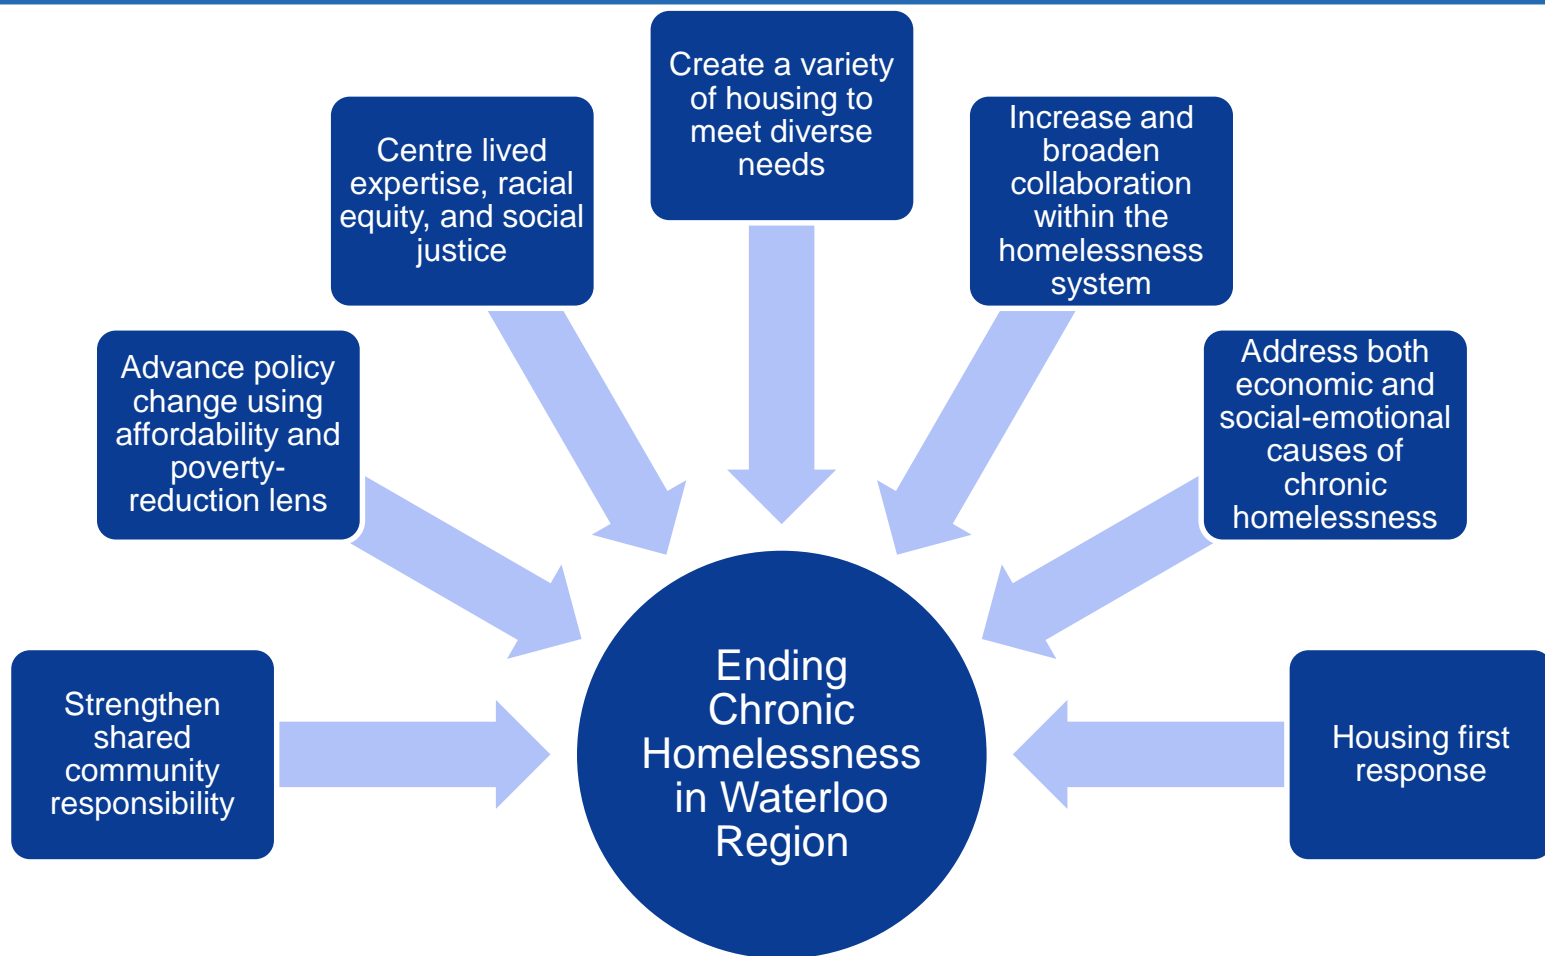 Create a variety
of housing to
meet diverse
needs
Centre lived
expertise, racial
equity, and social
justice
Increase and
broaden
collaboration
within the
homelessness
system
Advance policy
change using
affordability and
poverty-
reduction lens
Address both
economic and
social-emotional
causes of
chronic
homelessness
Strengthen
shared
community
responsibility
Ending
Chronic
Homelessness
in Waterloo
Region
Housing first
response